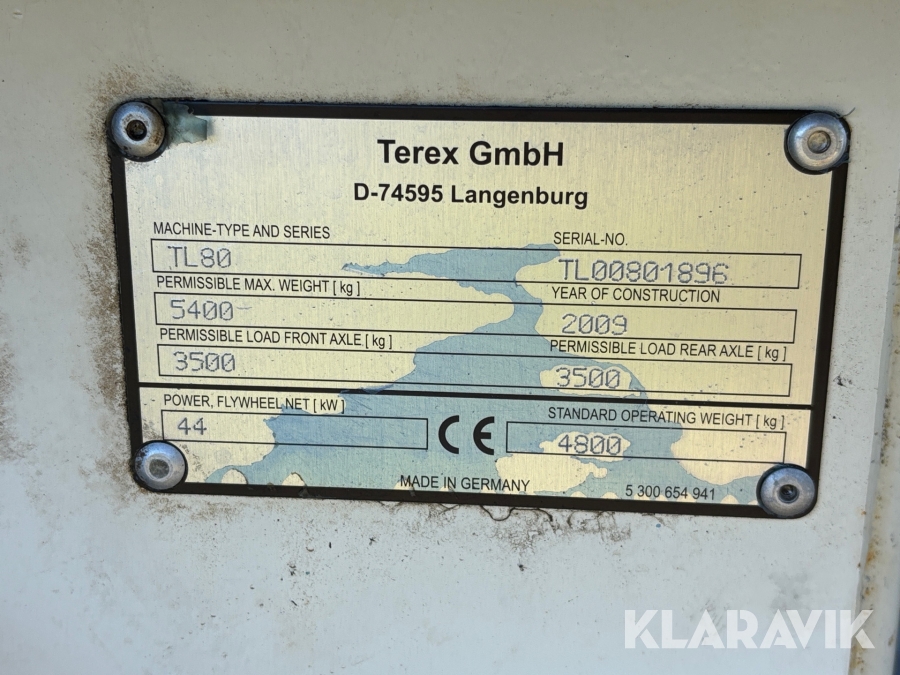 Terex GmbH
D-74595 Langenburg
MACHINE-TYPE AND SERIES
SERIAL-NO.
TL80
TL00801896
PERMISSIBLE MAX. WEIGHT [ kg ]
YEAR OF CONSTRUCTION
5400
2009
PERMISSIBLE LOAD FRONT AXLE [ kg ]
PERMISSIBLE LOAD REAR AXLE [ kg ]
3500
3500
POWER, FLYWHEEL NET [ kW ]
STANDARD OPERATING WEIGHT [ kg ]
44
CE
4800
MADE IN GERMANY
5 300 654 941
KLARAVIK